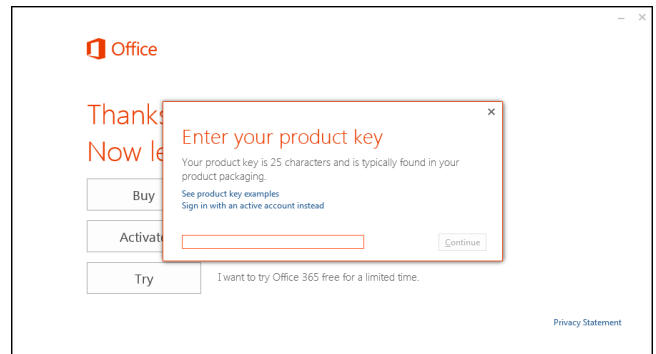 Office
Thanks
Now le
Enter your product key
Your product key is 25 characters and is typically found in your
product packaging.
See product key examples
Sign in with an active account instead
Continue
Buy
Activate
Try
I want to try Office 365 free for a limited time.
Privacy Statement